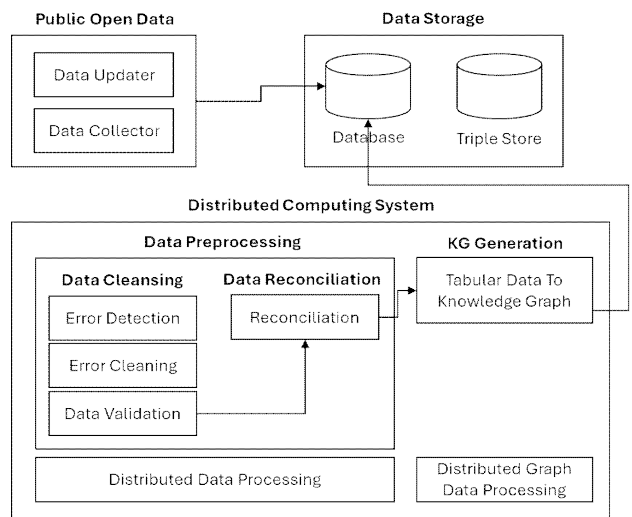 Public Open Data
Data Updater
Data Collector
Data Storage
Database
Triple Store
Distributed Computing System
Data Preprocessing
Data Cleansing
Error Detection
Error Cleaning
Data Validation
Data Reconciliation
Reconciliation
KG Generation
Tabular Data To
Knowledge Graph
Distributed Data Processing
Distributed Graph
Data Processing